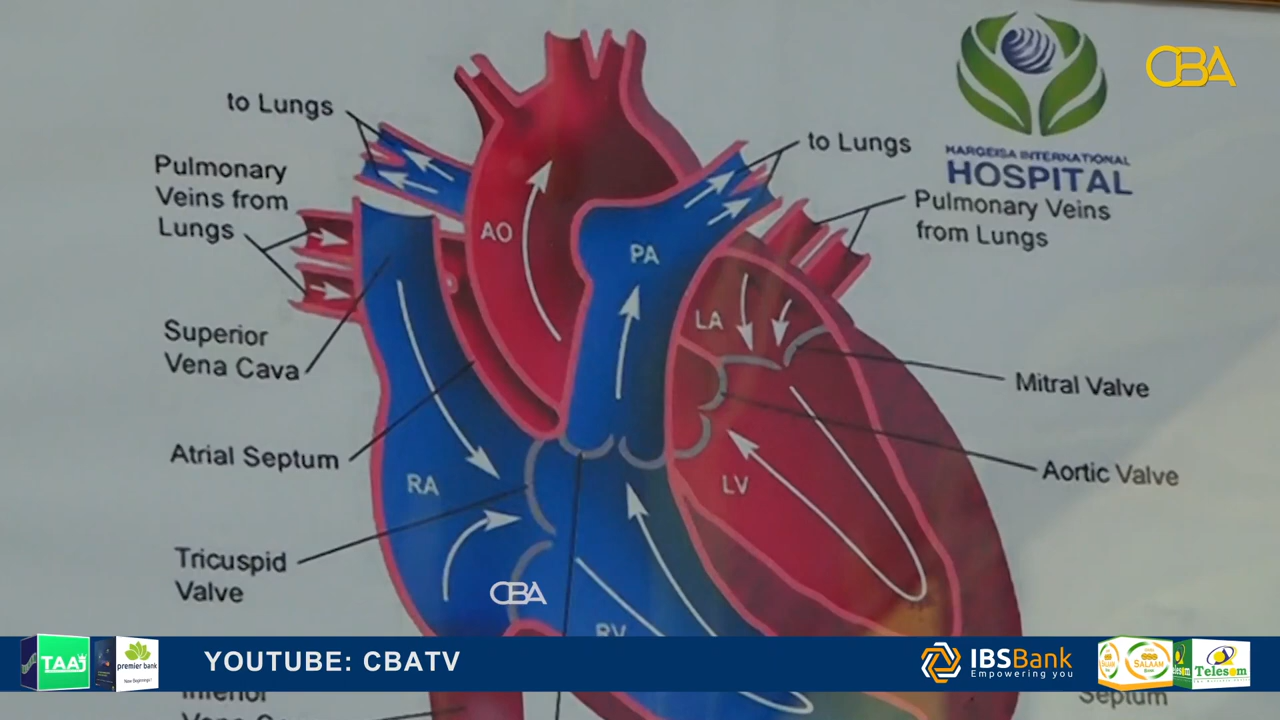 to Lungs
Pulmonary
Veins from
Lungs
Superior
Vena Cava
Atrial Septum
Tricuspid
Valve
Inferior
Vena
AO
PA
LA
RA
LV
RV
to Lungs
HARGEISA INTERNATIONAL
HOSPITAL
Pulmonary Veins
from Lungs
Mitral Valve
Aortic Valve
Septum
CBA
CBA
TAAJ
premier bank
YOUTUBE: CBATV
IBSBank
Empowering you
SALAAM
Telesom